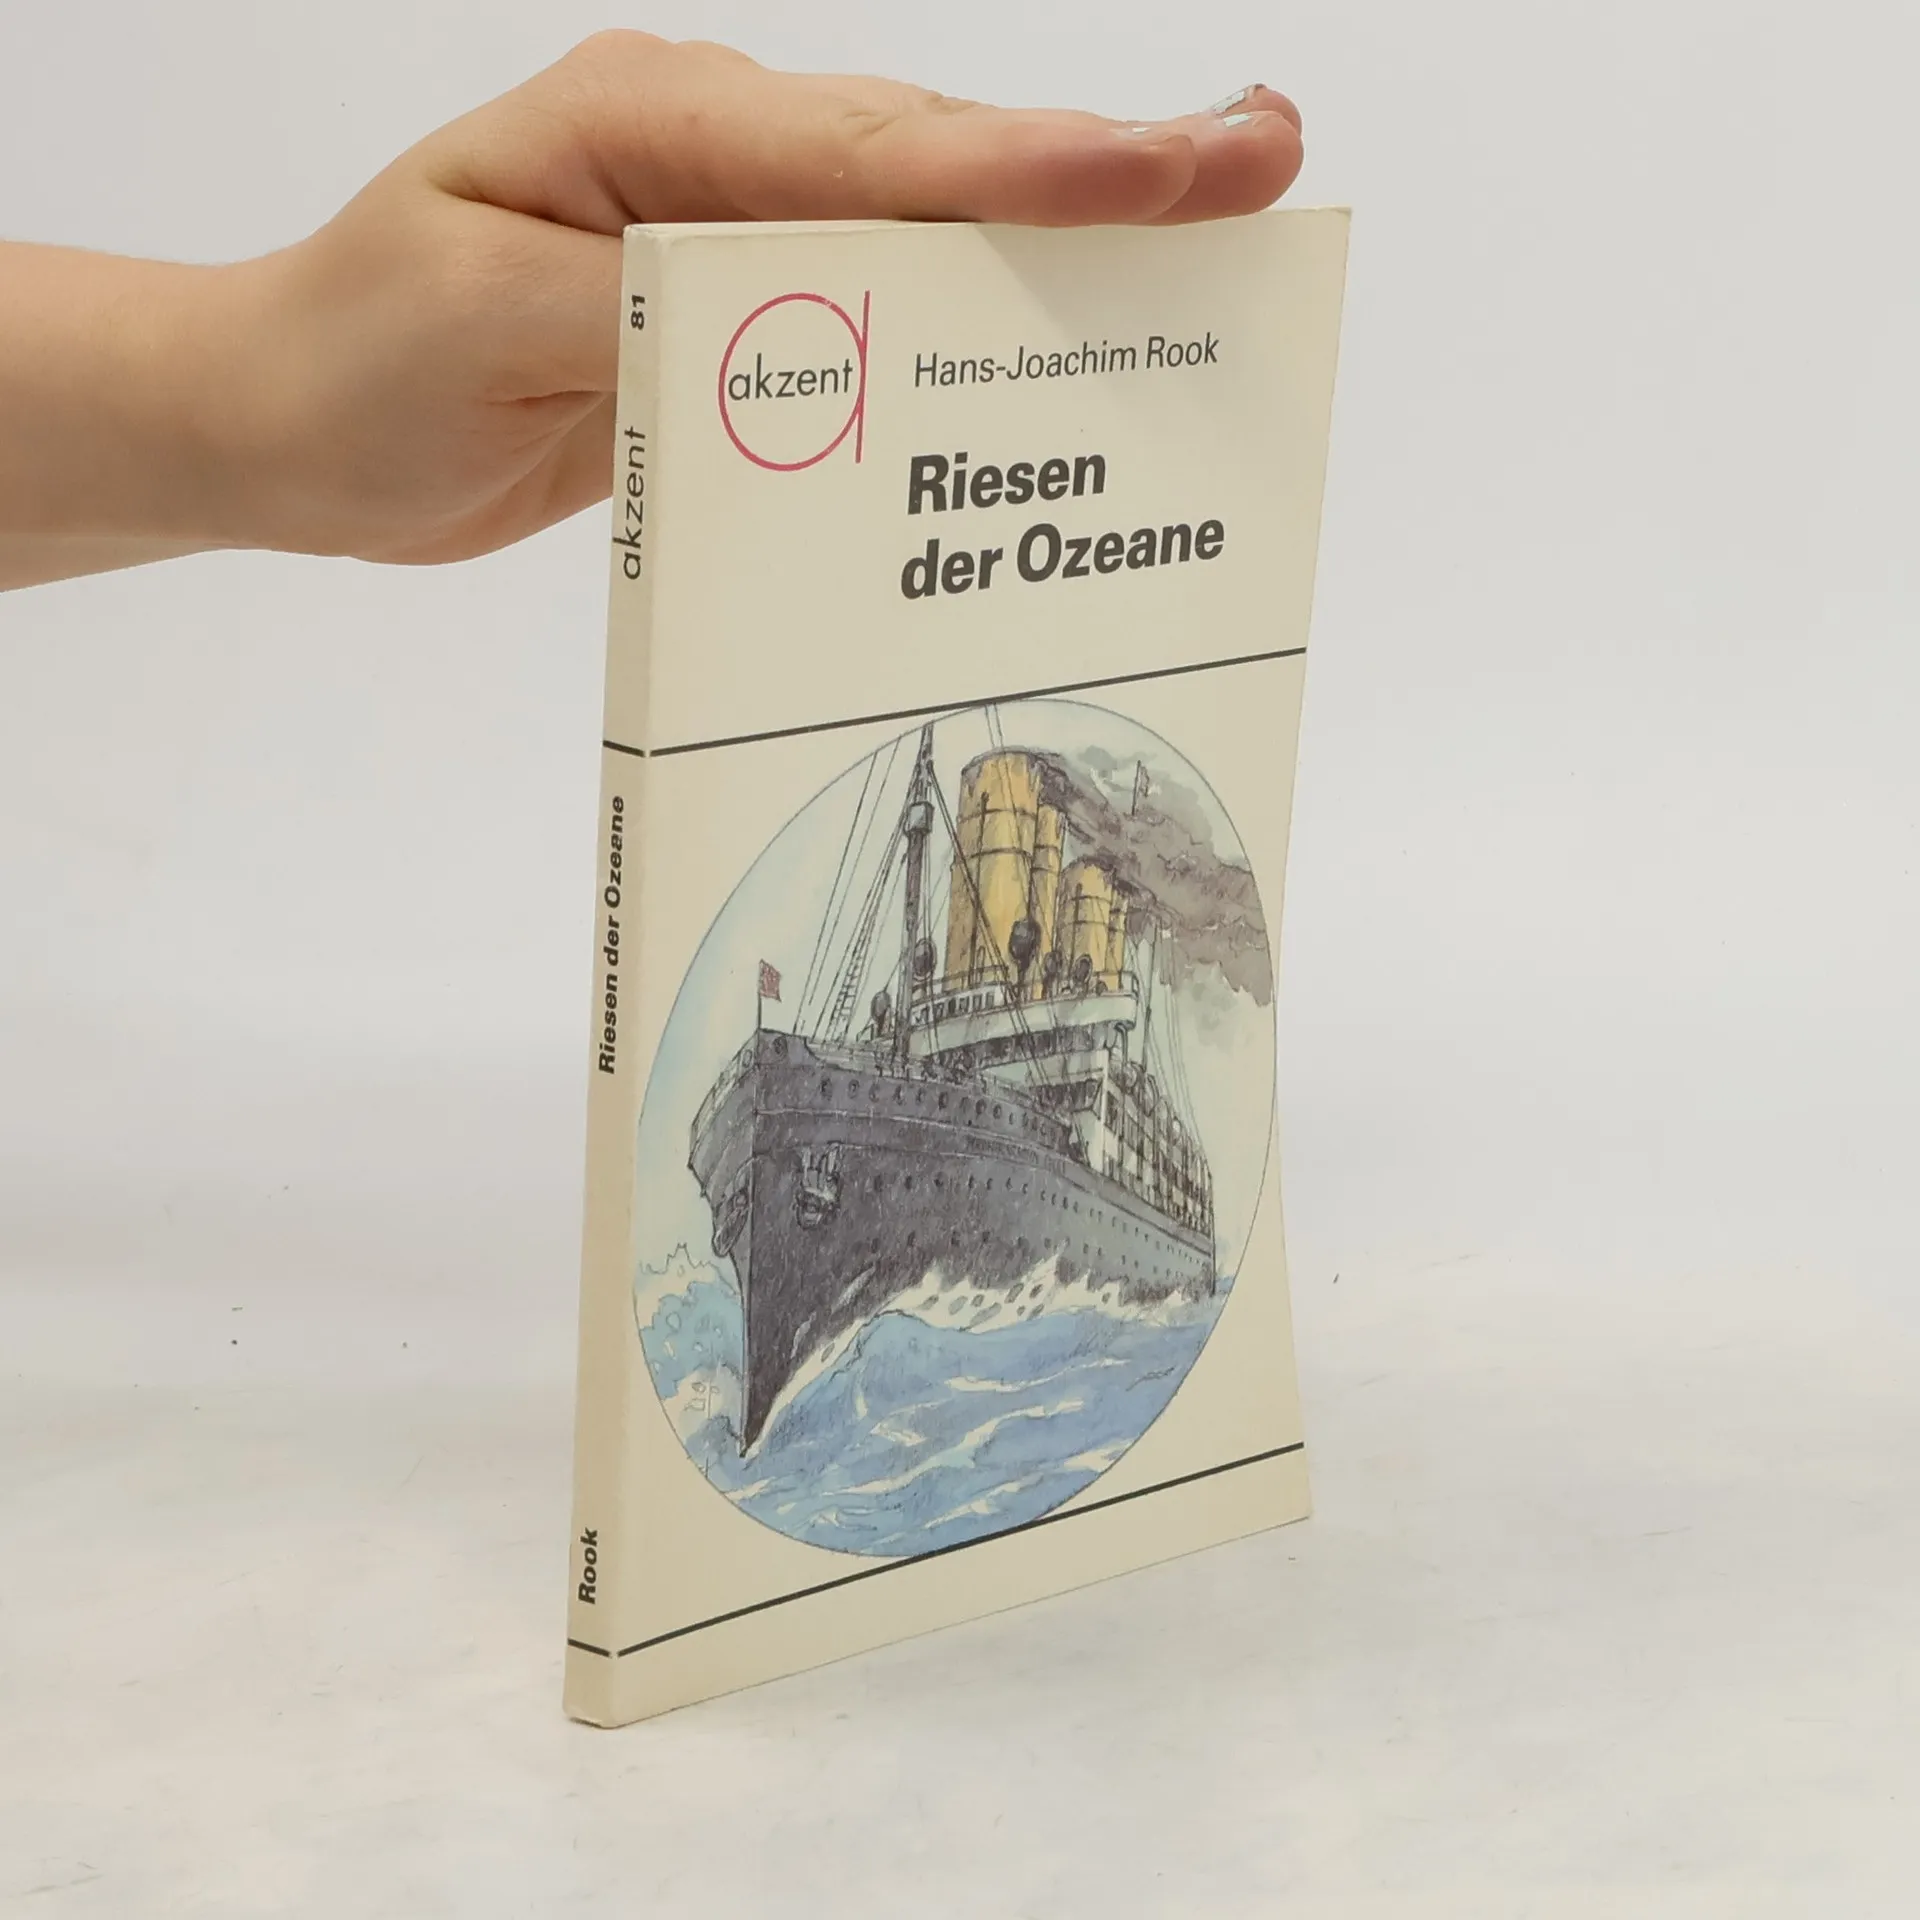 akzent
Hans-Joachim Rook
Riesen
der Ozeane
81
akzent
Riesen der Ozeane
Rook